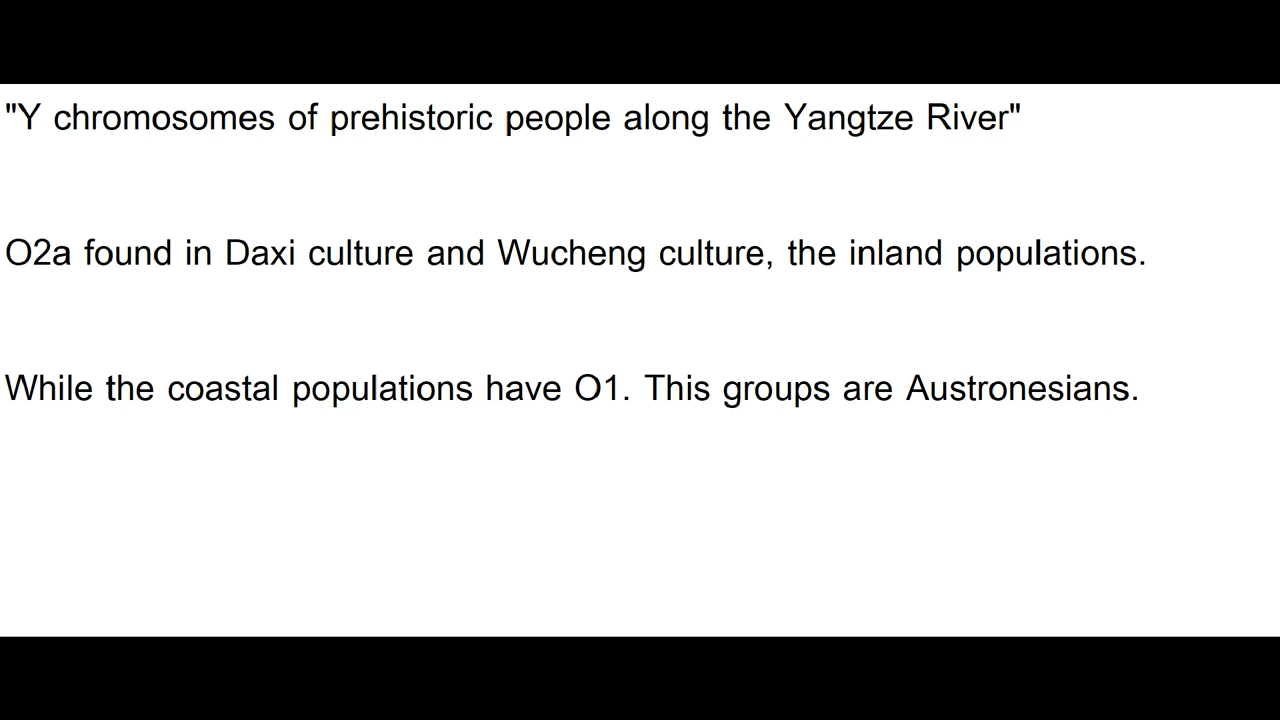 "Y chromosomes of prehistoric people along the Yangtze River"
O2a found in Daxi culture and Wucheng culture, the inland populations.
While the coastal populations have O1. This groups are Austronesians.